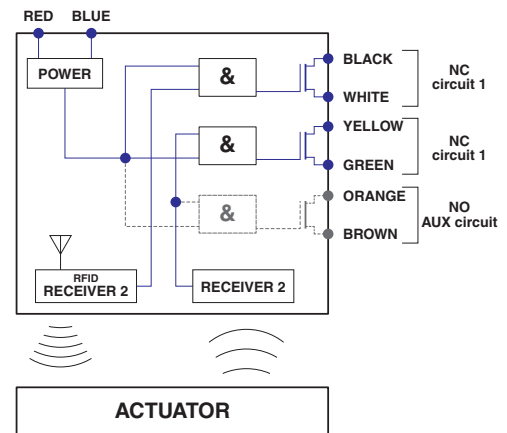 RED BLUE
POWER
&
BLACK
WHITE
NC
circuit 1
&
YELLOW
GREEN
NC
circuit 1
&
ORANGE
BROWN
NO
AUX circuit
RFID
RECEIVER 2
RECEIVER 2
ACTUATOR